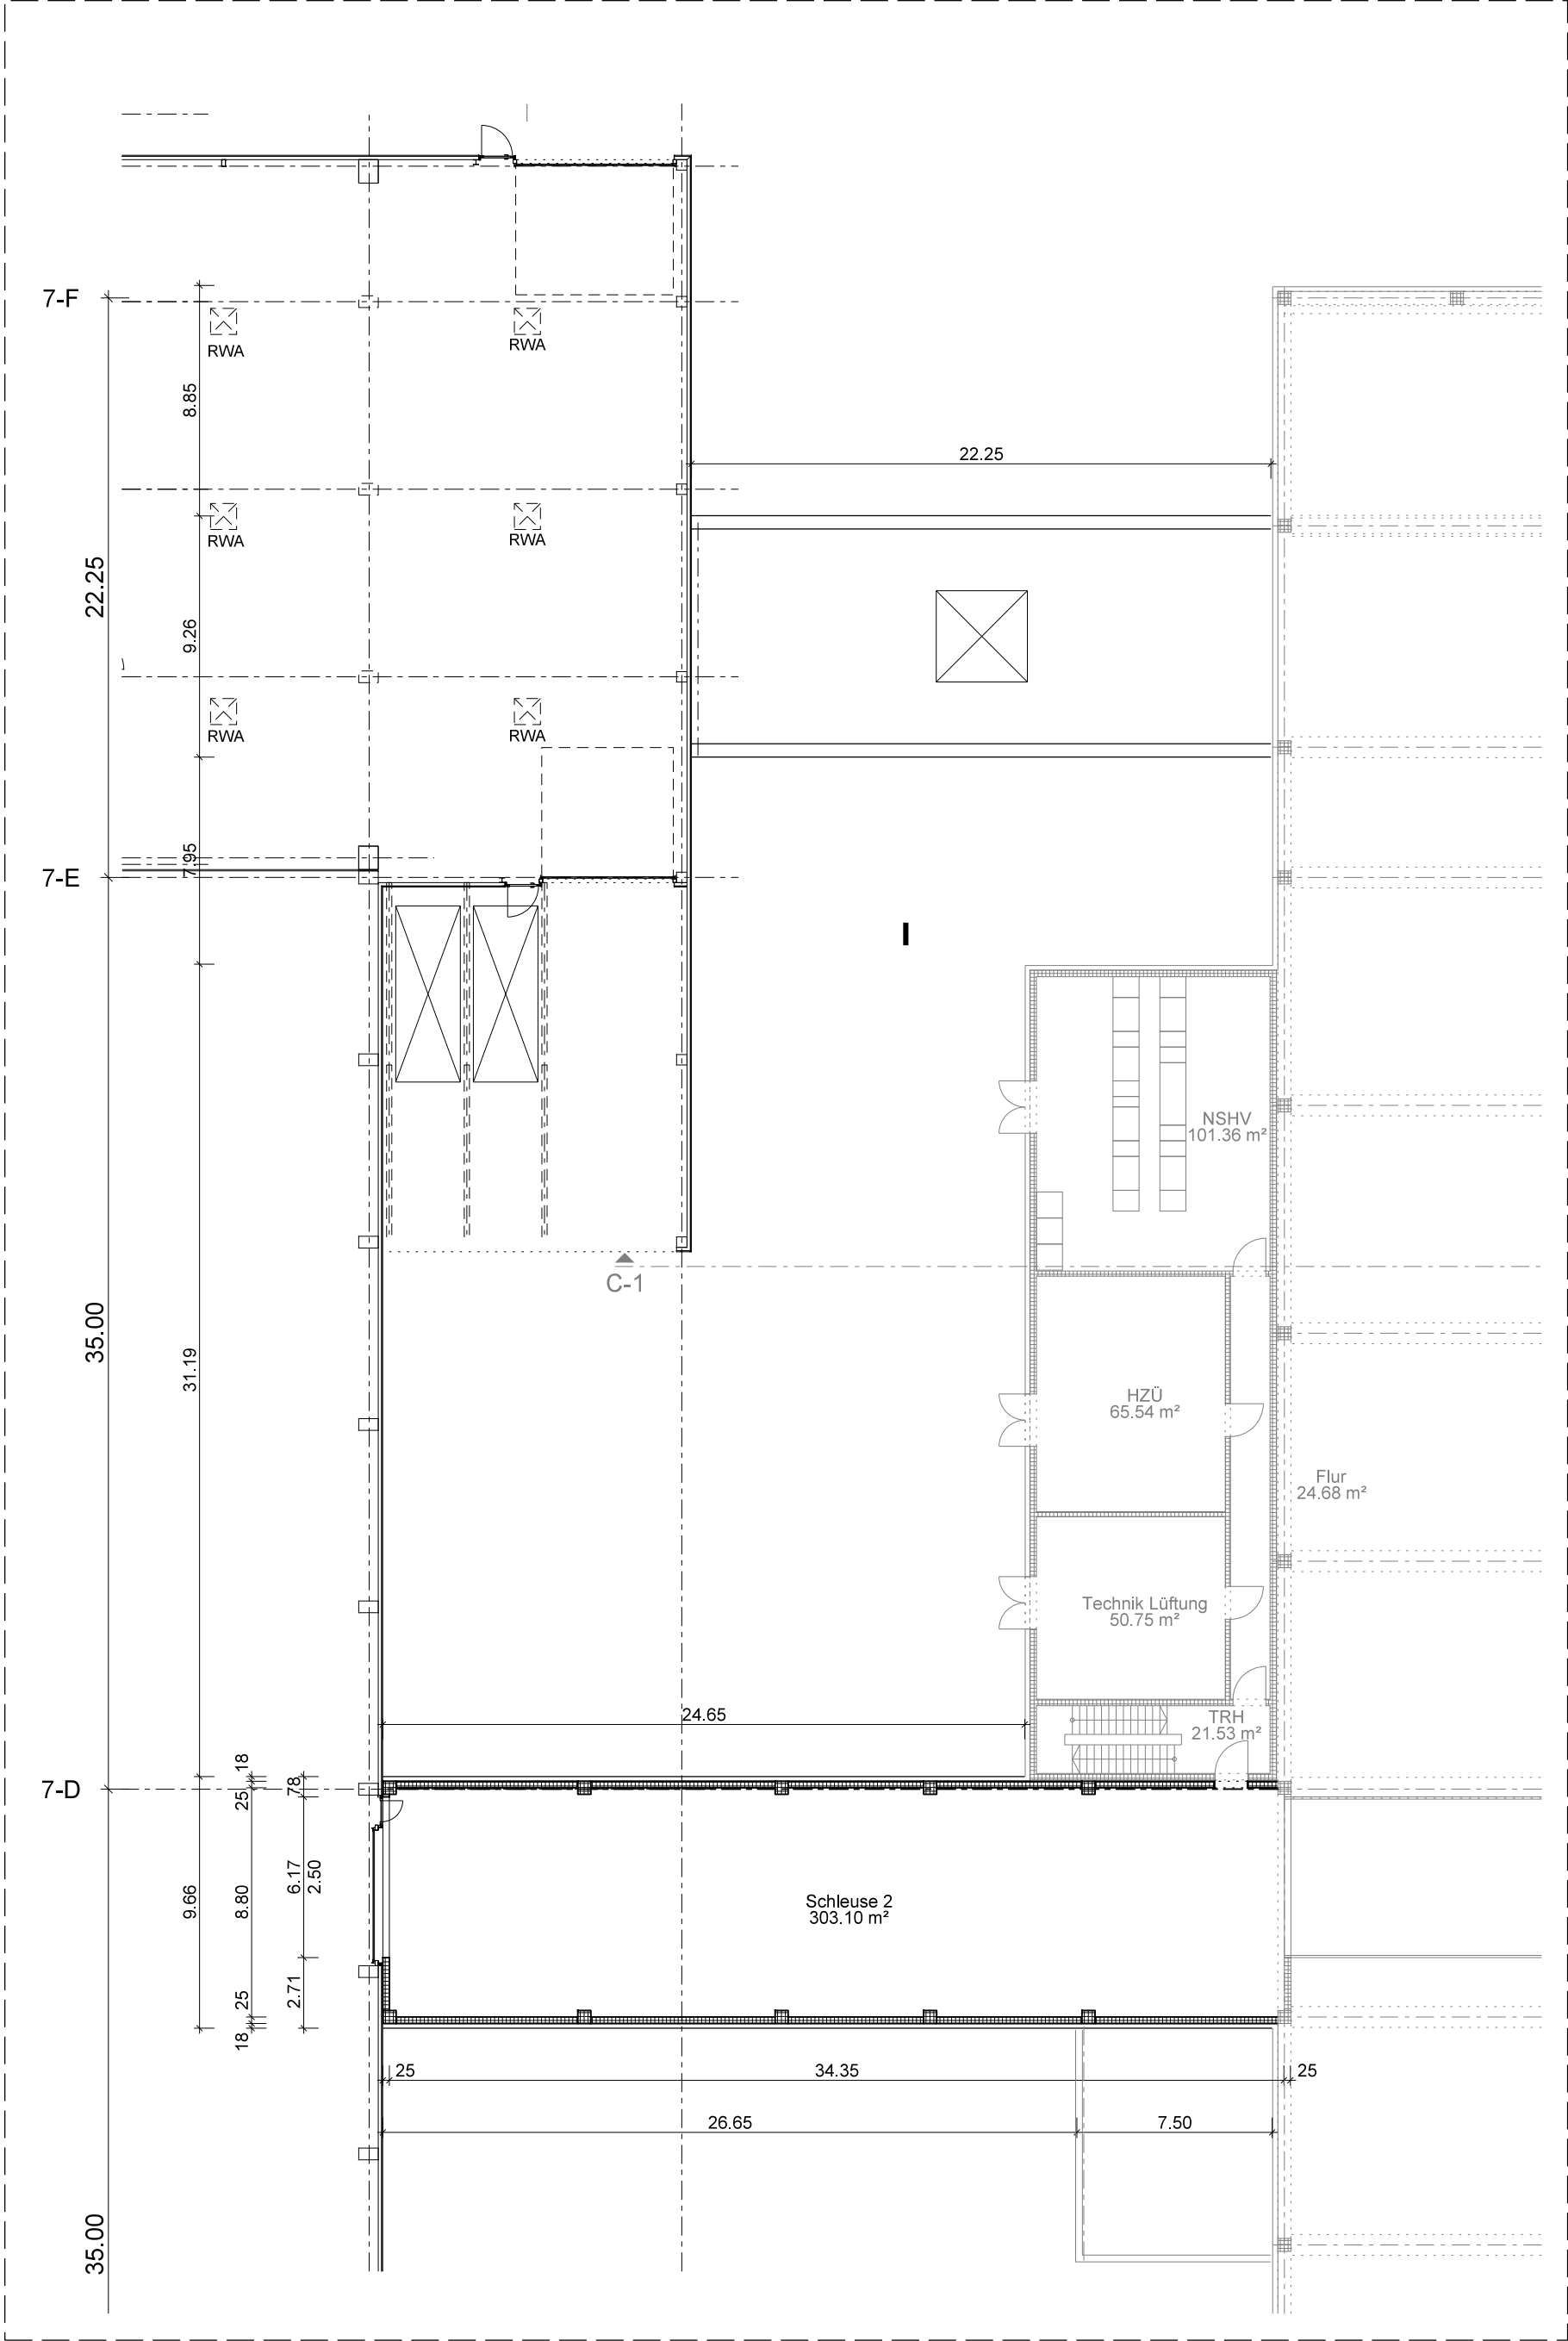 7-F
RWA
RWA
8.85
22.25
RWA
RWA
22.25
9.26
RWA
RWA
7.95
7-E
I
NSHV
101.36 m²
C-1
35.00
31.19
HZÜ
65.54 m²
Flur
24.68 m²
Technik Lüftung
50.75 m²
24.65
TRH
21.53 m²
18
25
78
7-D
9.66
8.80
6.17
2.50
Schleuse 2
303.10 m²
2.71
25
18
25
34.35
25
26.65
7.50
35.00